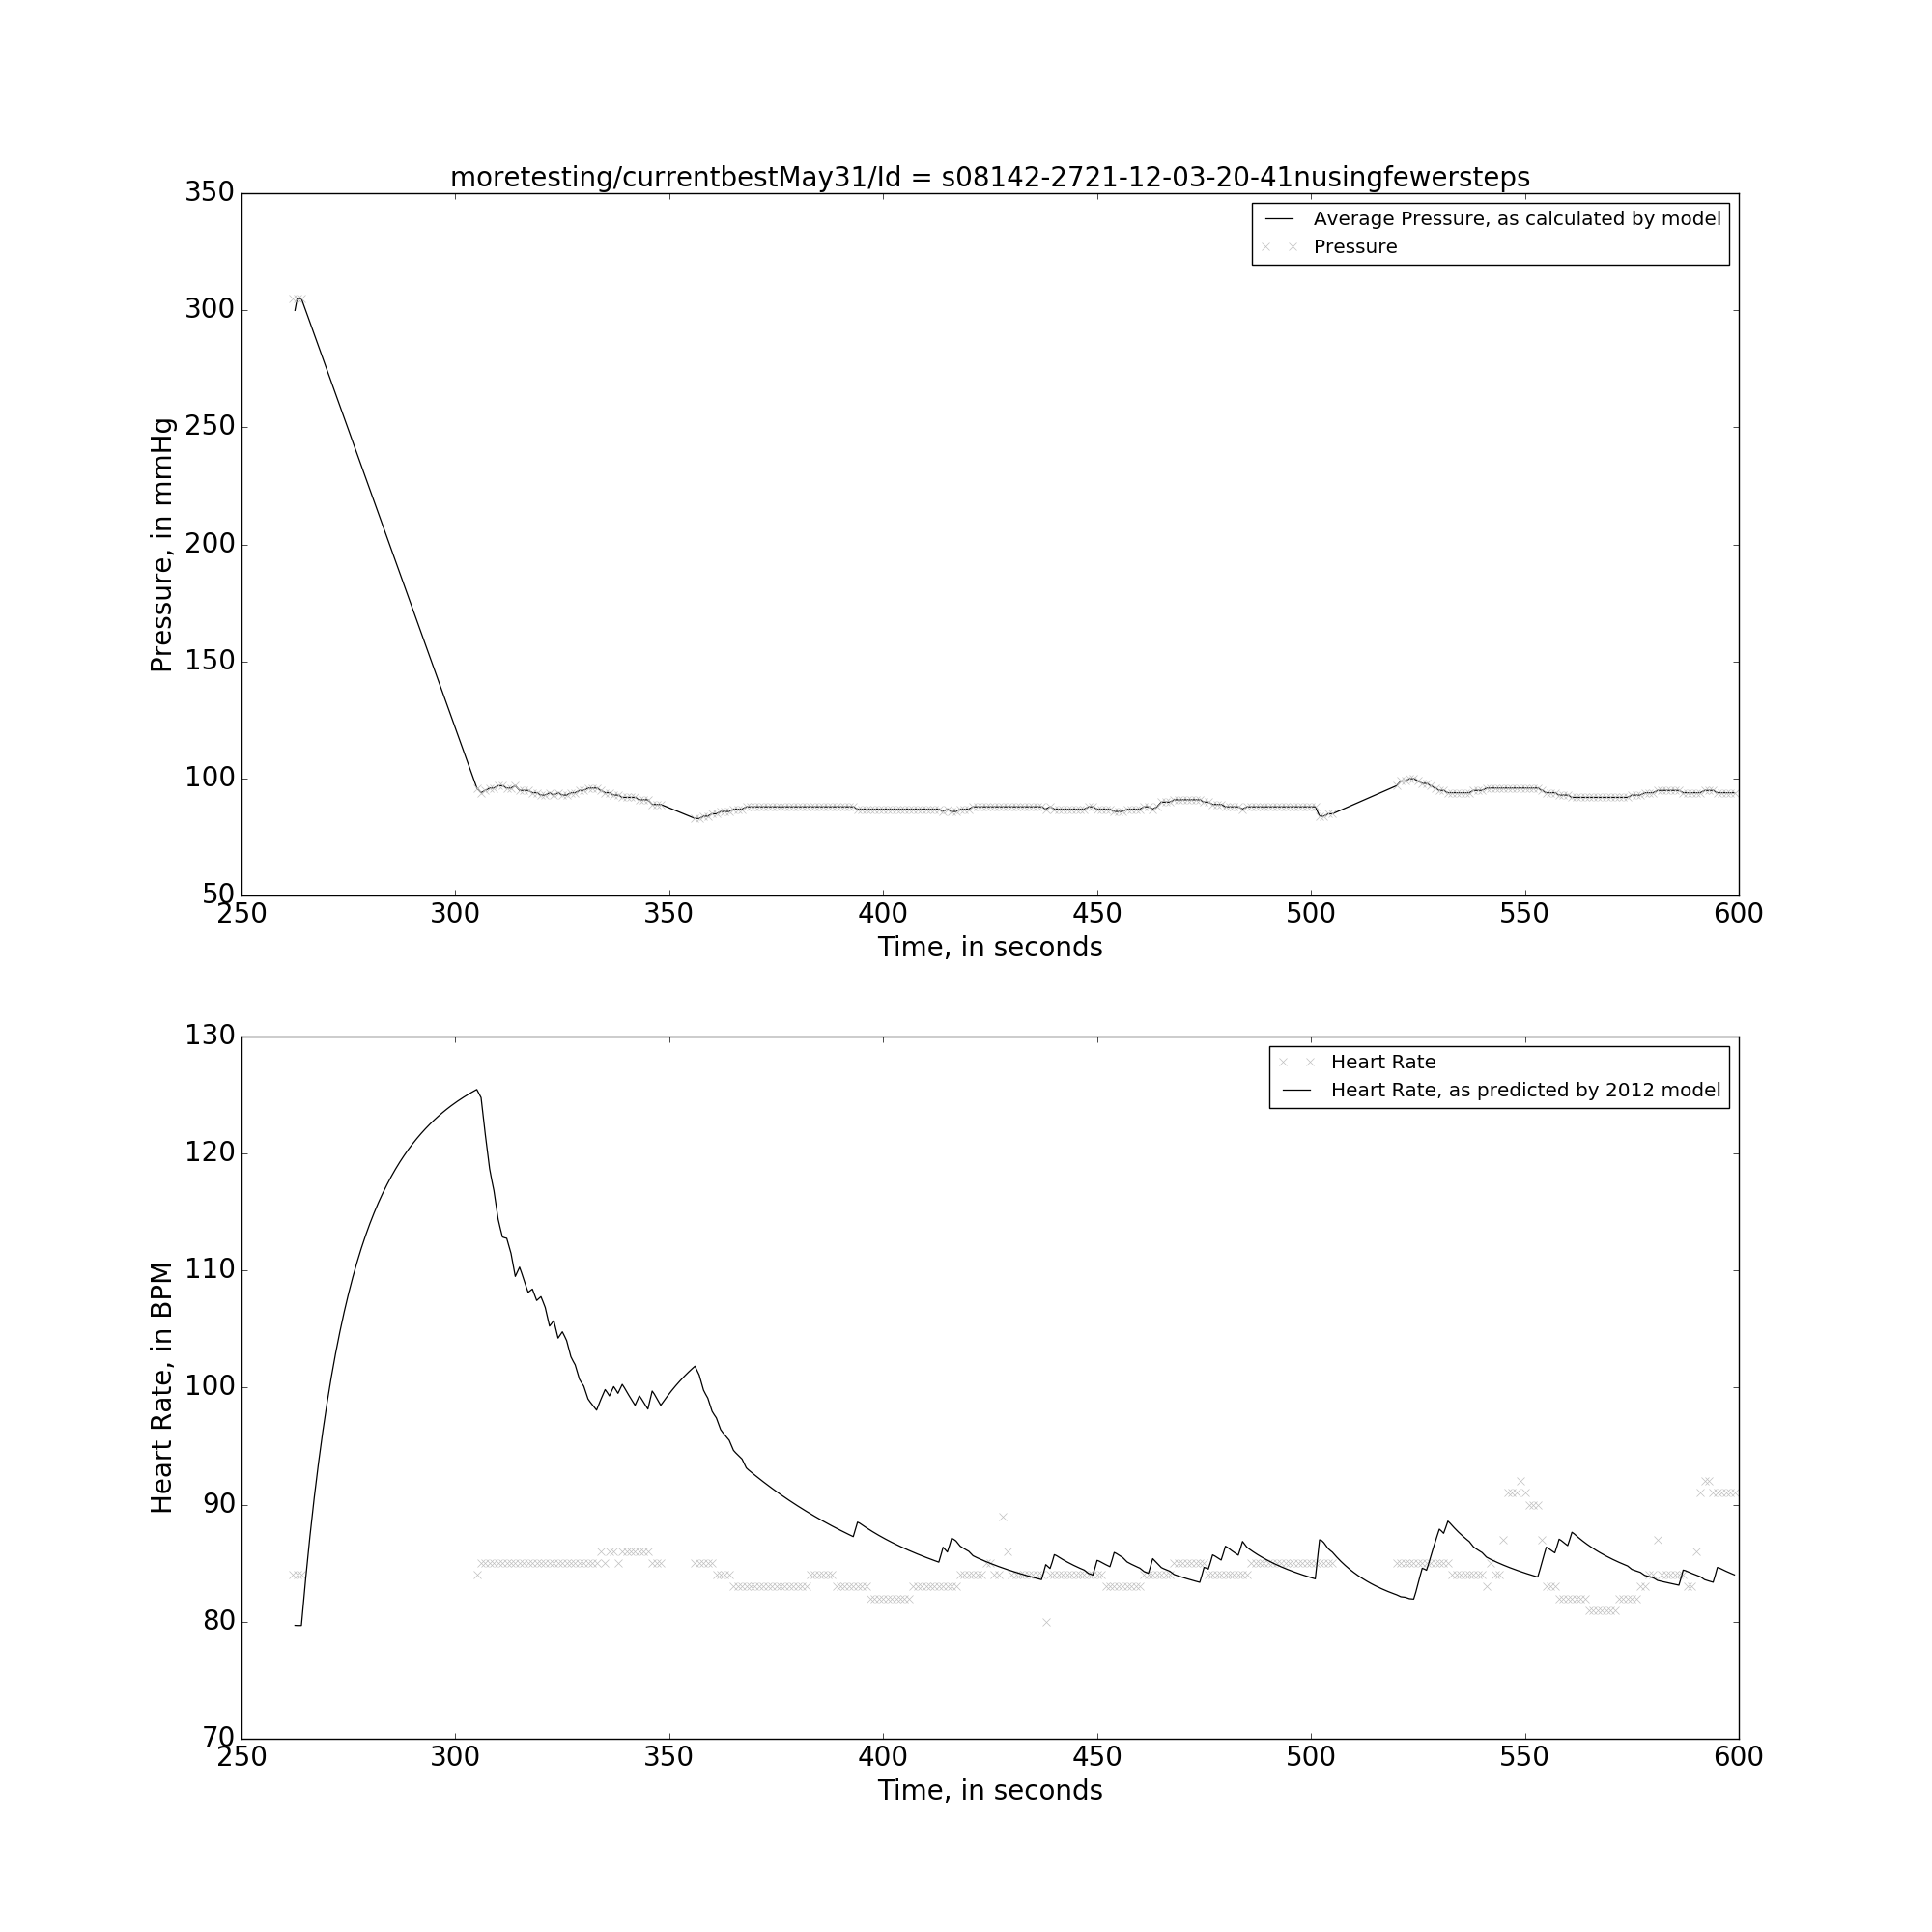 moretesting/currentbestMay31/Id = s08142-2721-12-03-20-41nusingfewersteps
350
300
250
200
150
100
50
Pressure, in mmHg
Average Pressure, as calculated by model
Pressure
250 300 350 400 450 500 550 600
Time, in seconds
130
120
110
100
90
80
70
Heart Rate, in BPM
Heart Rate
Heart Rate, as predicted by 2012 model
250 300 350 400 450 500 550 600
Time, in seconds